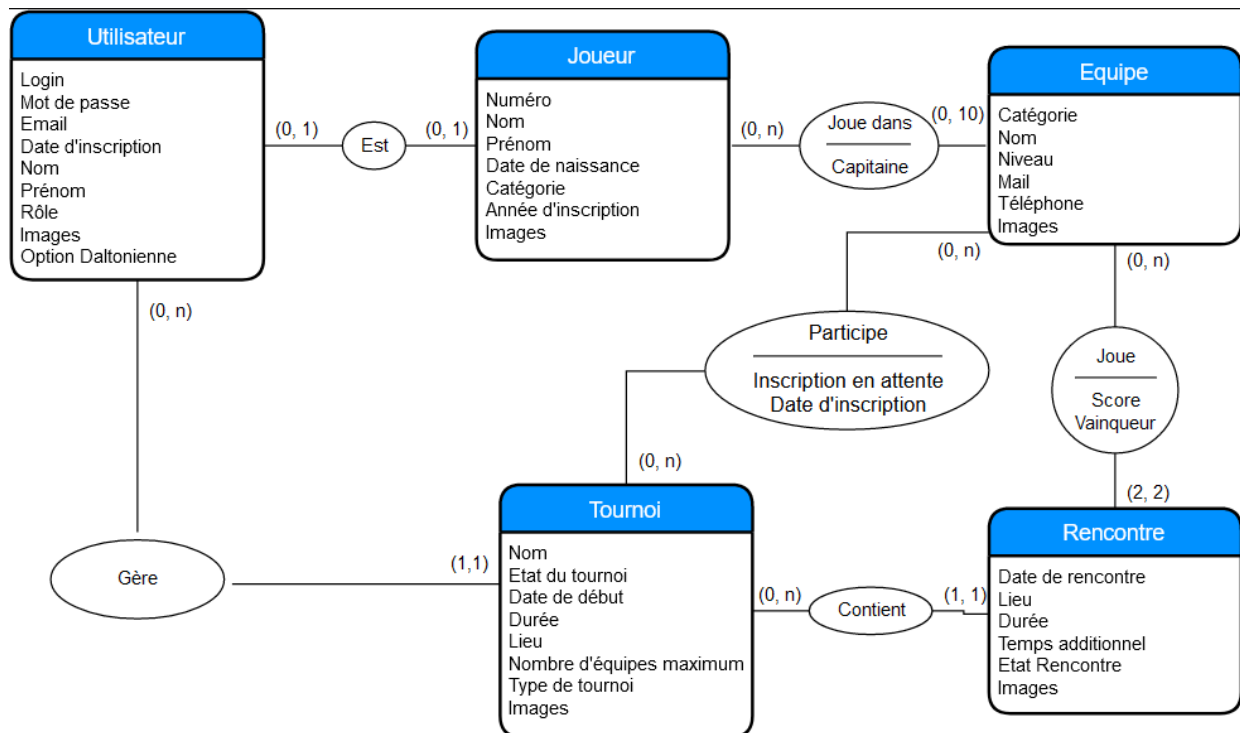 Utilisateur
Login
Mot de passe
Email
Date d'inscription
Nom
Prénom
Rôle
Images
Option Daltonienne
(0, 1)
Est
(0, 1)
Joueur
Numéro
Nom
Prénom
Date de naissance
Catégorie
Année d'inscription
Images
(0, n)
Joue dans
Capitaine
(0, 10)
Equipe
Catégorie
Nom
Niveau
Mail
Téléphone
Images
(0, n)
(0, n)
(0, n)
Participe
Inscription en attente
Date d'inscription
Joue
Score
Vainqueur
(0, n)
(2, 2)
Gère
(1,1)
Tournoi
Nom
Etat du tournoi
Date de début
Durée
Lieu
Nombre d'équipes maximum
Type de tournoi
Images
(0, n)
Contient
(1, 1)
Rencontre
Date de rencontre
Lieu
Durée
Temps additionnel
Etat Rencontre
Images